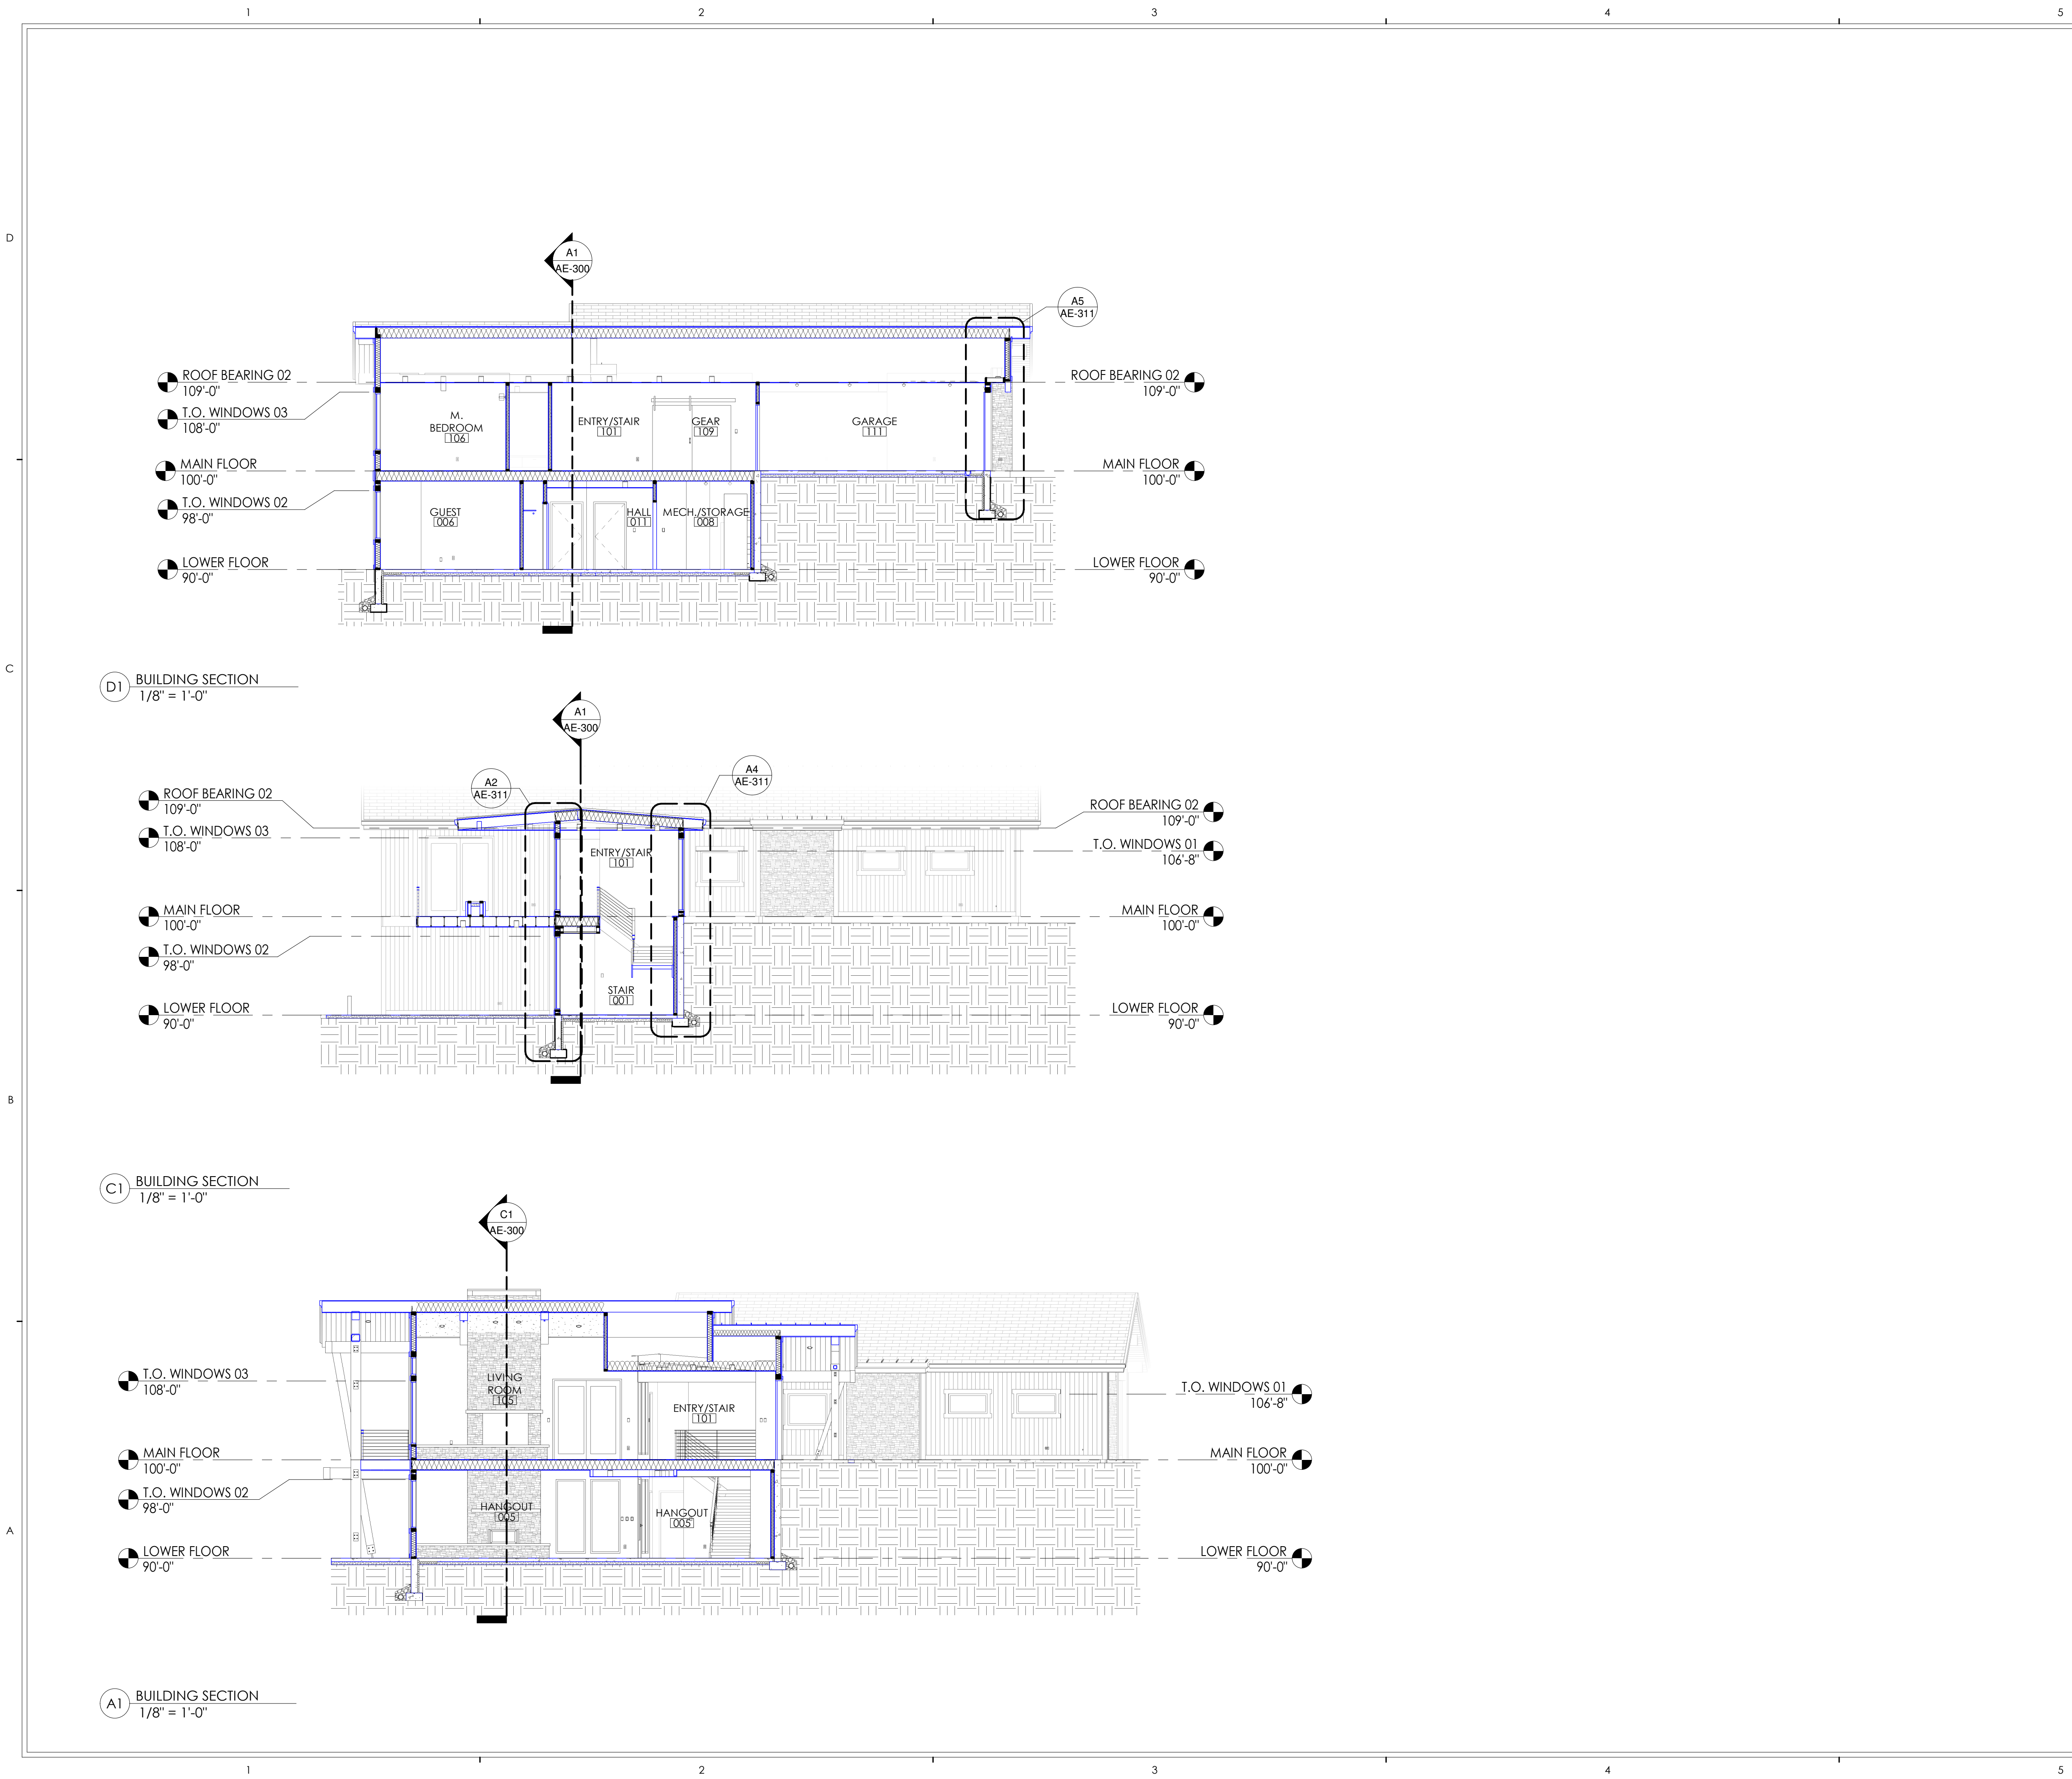 1 2 3 4 5
D
A1
AE-300
A5
AE-311
ROOF BEARING 02
109'-0"
ROOF BEARING 02
109'-0"
T.O. WINDOWS 03
108'-0"
M.
BEDROOM
106
ENTRY/STAIR
101
GEAR
109
GARAGE
111
MAIN FLOOR
100'-0"
MAIN FLOOR
100'-0"
T.O. WINDOWS 02
98'-0"
GUEST
006
HALL
011
MECH./STORAGE
008
LOWER FLOOR
90'-0"
LOWER FLOOR
90'-0"
C
D1
BUILDING SECTION
1/8" = 1'-0"
A1
AE-300
A2
AE-311
A4
AE-311
ROOF BEARING 02
109'-0"
ROOF BEARING 02
109'-0"
T.O. WINDOWS 03
108'-0"
T.O. WINDOWS 01
106'-8"
ENTRY/STAIR
101
MAIN FLOOR
100'-0"
MAIN FLOOR
100'-0"
T.O. WINDOWS 02
98'-0"
STAIR
001
LOWER FLOOR
90'-0"
LOWER FLOOR
90'-0"
B
C1
BUILDING SECTION
1/8" = 1'-0"
C1
AE-300
T.O. WINDOWS 03
108'-0"
T.O. WINDOWS 01
106'-8"
LIVING
ROOM
105
ENTRY/STAIR
101
MAIN FLOOR
100'-0"
MAIN FLOOR
100'-0"
T.O. WINDOWS 02
98'-0"
HANGOUT
005
HANGOUT
005
A
LOWER FLOOR
90'-0"
LOWER FLOOR
90'-0"
A1
BUILDING SECTION
1/8" = 1'-0"
1 2 3 4 5